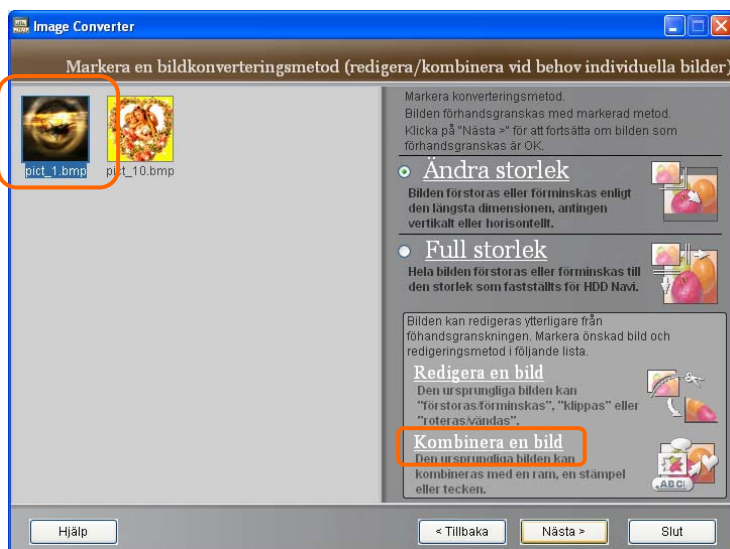 Image Converter
Markera en bildkonverteringsmetod (redigera/kombinera vid behov individuella bilder)
pict_1.bmp
pict_10.bmp
Markera konverteringsmetod.
Bilden förhandsgranskas med markerad metod.
Klicka på "Nästa >" för att fortsätta om bilden som
förhandsgranskas är OK.
Ändra storlek
Bilden förstoras eller förminskas enligt
den längsta dimensionen, antingen
vertikalt eller horisontellt.
Full storlek
Hela bilden förstoras eller förminskas till
den storlek som fastställts för HDD Navi.
Bilden kan redigeras ytterligare från
föhandsgranskningen. Markera önskad bild och
redigeringsmetod i följande lista.
Redigera en bild
Den ursprungliga bilden kan
"förstoras/förminskas", "klippas" eller
"roteras/vändas".
Kombinera en bild
Den ursprungliga bilden kan
kombineras med en ram, en stämpel
eller tecken.
ABC
Hjälp
< Tillbaka
Nästa >
Slut